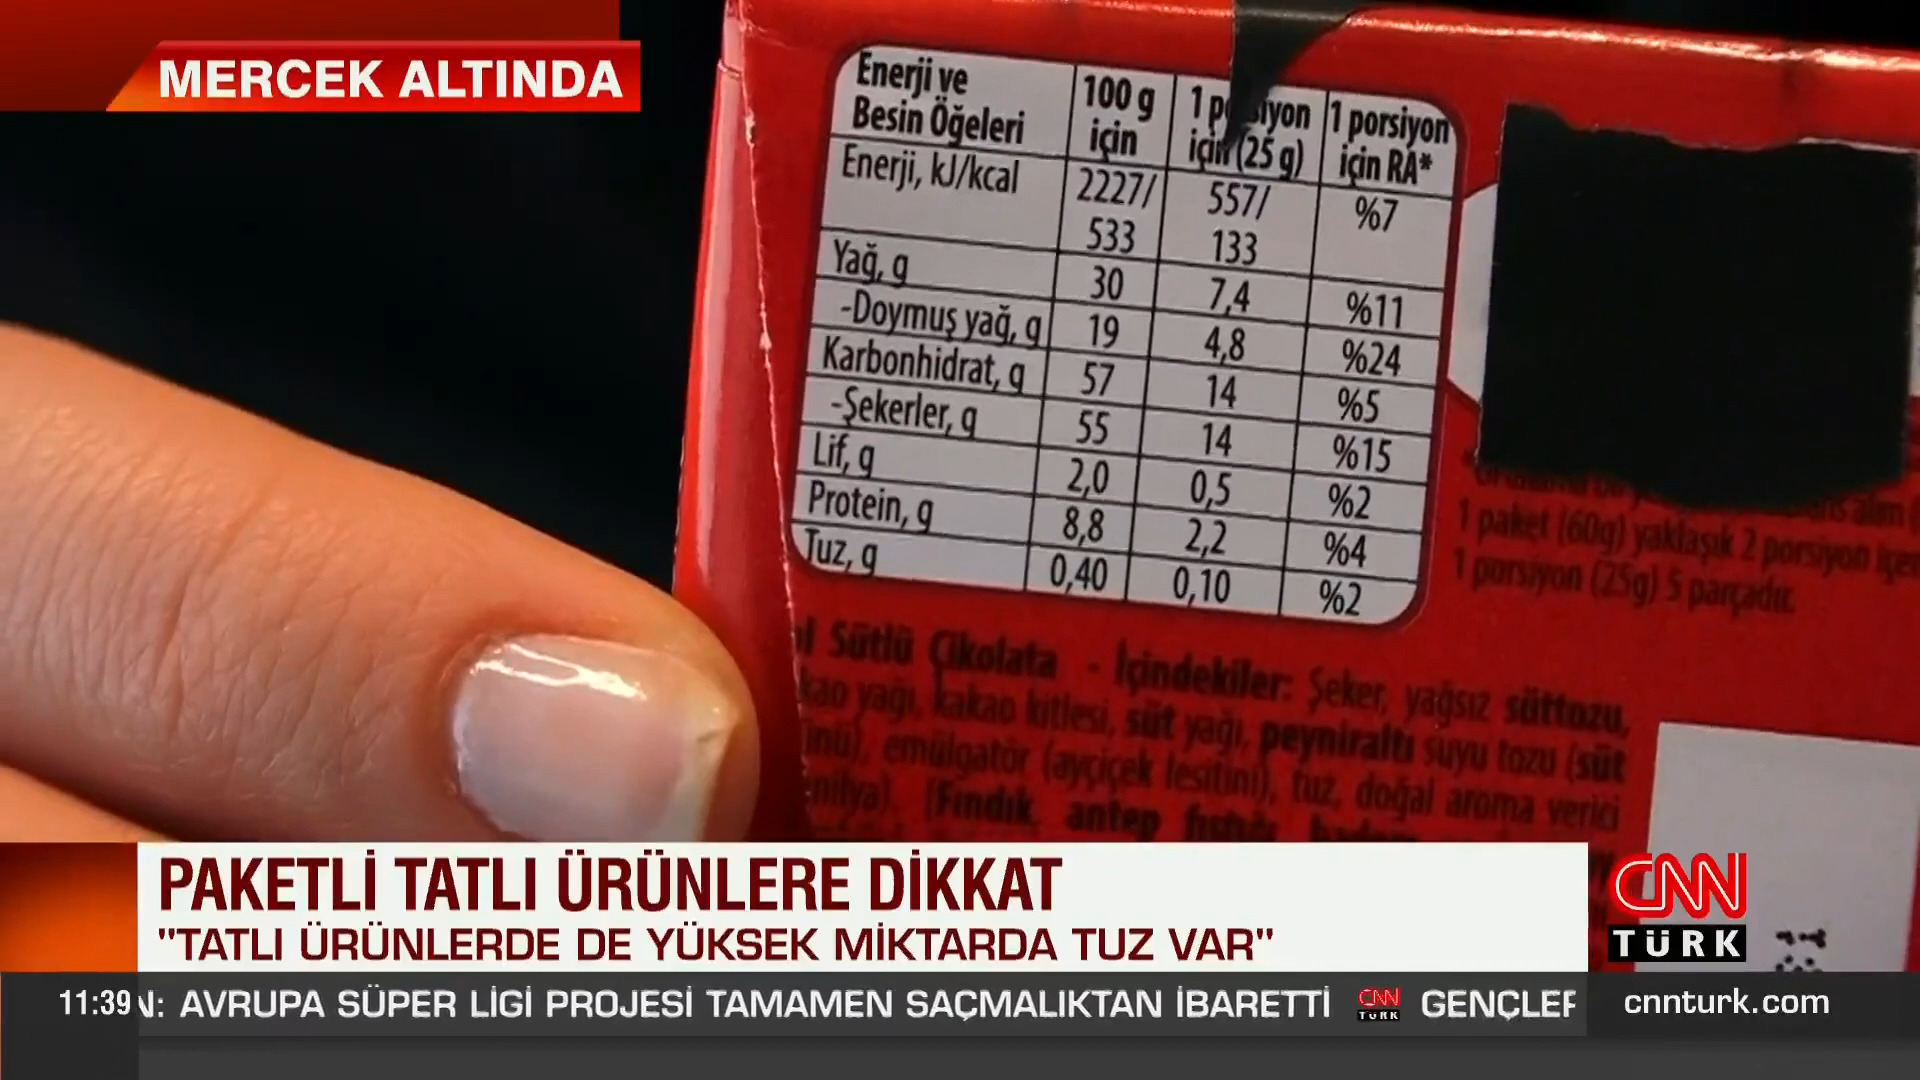 MERCEK ALTINDA
Enerji ve Besin Öğeleri 100 g için 1 için (25 g) 1 porsiyon için RA*
Enerji, kJ/kcal 2227/533 557/133 %7
Yağ, g 30 7,4 %11
-Doymuş yağ, g 19 4,8 %24
Karbonhidrat, g 57 14 %5
-Şekerler, g 55 14 %15
Lif, g 2,0 0,5 %2
Protein, g 8,8 2,2 %4
Tuz, g 0,40 0,10 %2
1 paket (60g) yaklaşık 2 porsiyon
1 porsiyon (25g) 5 parçadır.
Sütlü Çikolata - İçindekiler: Şeker, yağsız süttozu,
yağı, kakao kitlesi, süt yağı, peyniraltı suyu tozu (süt
emülgatör (ayçiçek lesitini), tuz, doğal aroma verici
(Fındık, antep
PAKETLİ TATLI ÜRÜNLERE DİKKAT
"TATLI ÜRÜNLERDE DE YÜKSEK MİKTARDA TUZ VAR"
CNN
TÜRK
11:39 N: AVRUPA SÜPER LİGİ PROJESİ TAMAMEN SAÇMALIKTAN İBARETTİ CNN TÜRK GENÇLER cnnturk.com